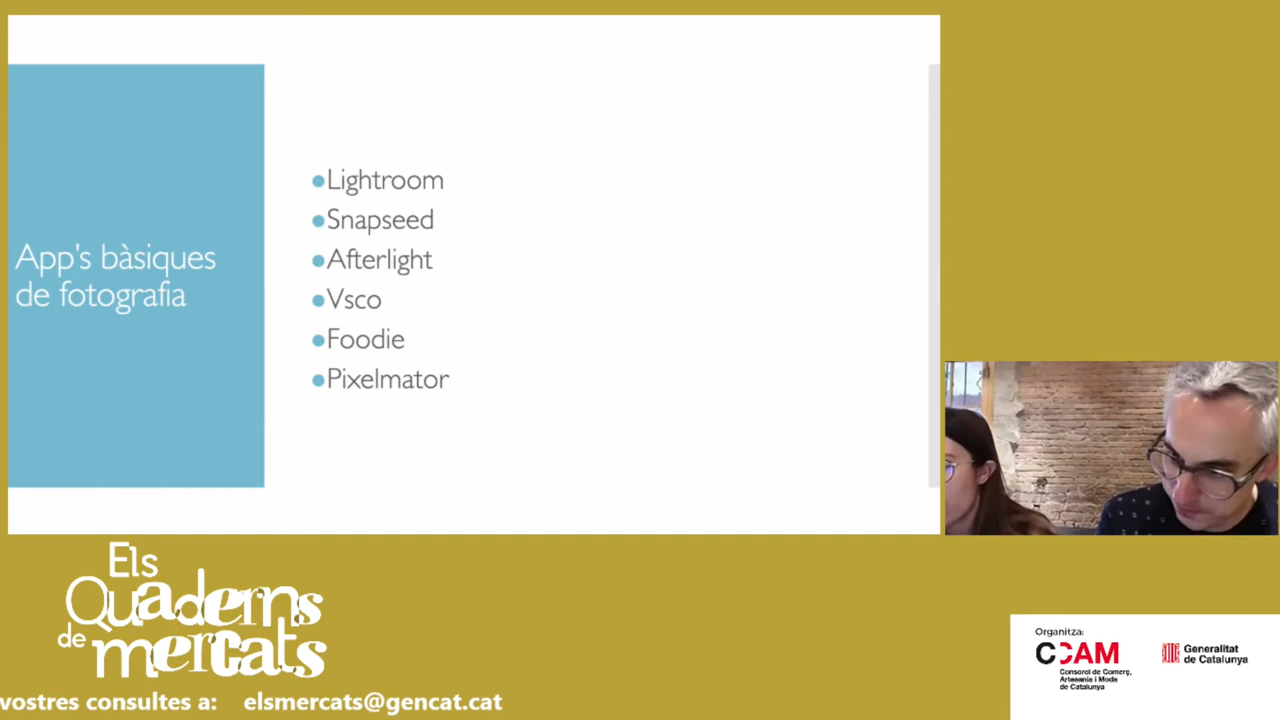 App's bàsiques
de fotografia
●Lightroom
●Snapseed
●Afterlight
●Vsco
●Foodie
●Pixelmator
Els
Quaderns
de mercats
vostres consultes a: elsmercats@gencat.cat
Organitza:
CCAM
Consorci de Comerç,
Artesania i Moda
de Catalunya
Generalitat
de Catalunya